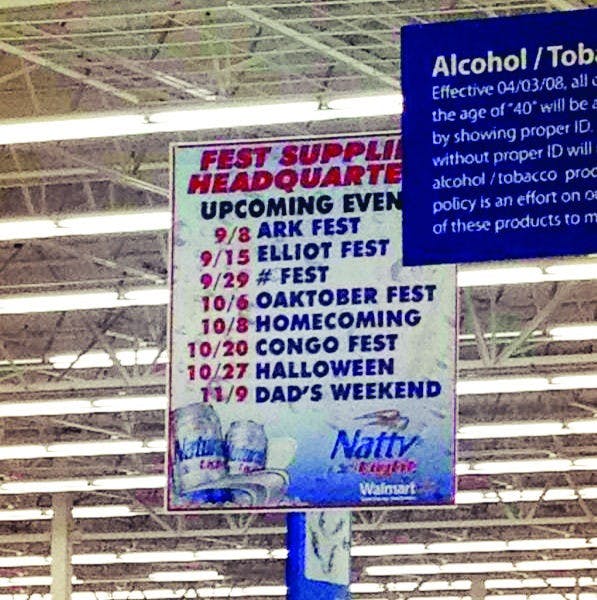 FEST SUPPLI
HEADQUARTE
UPCOMING EVEN
9/8 ARK FEST
9/15 ELLIOT FEST
9/29 # FEST
10/6 OAKTOBER FEST
10/8 HOMECOMING
10/20 CONGO FEST
10/27 HALLOWEEN
11/9 DAD'S WEEKEND
Natural
Light
Natty
Light
Walmart
Alcohol / Toba
Effective 04/03/08, all
the age of "40" will be a
by showing proper ID.
without proper ID will
alcohol / tobacco proc
policy is an effort on o
of these products to m